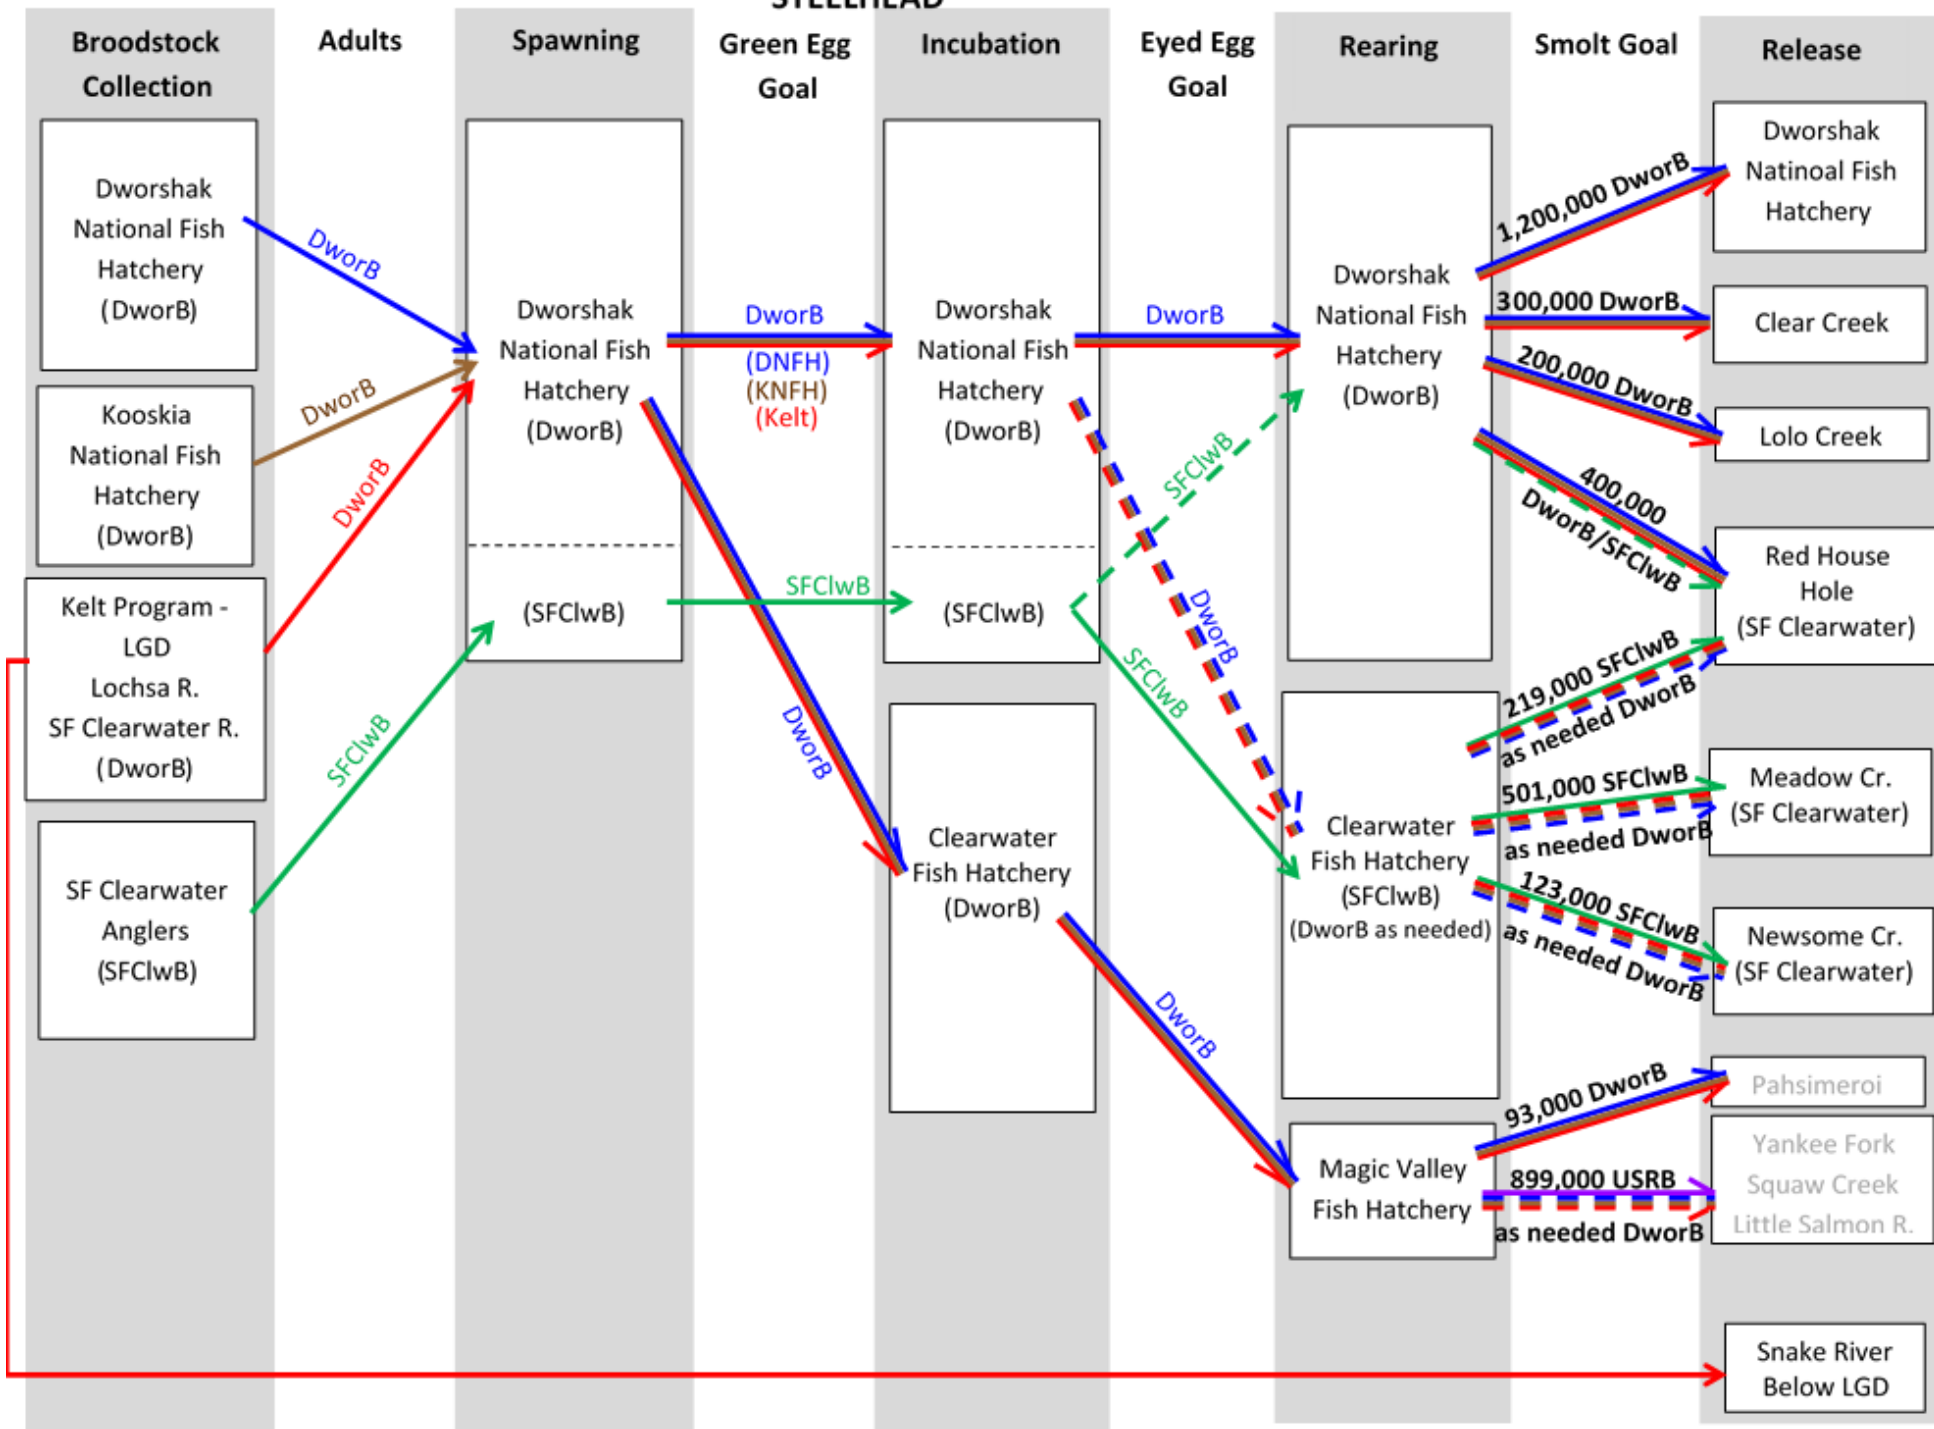 STEELHEAD
Broodstock
Collection
Adults
Spawning
Green Egg
Goal
Incubation
Eyed Egg
Goal
Rearing
Smolt Goal
Release
Dworshak
National Fish
Hatchery
(DworB)
Kooskia
National Fish
Hatchery
(DworB)
Kelt Program -
LGD
Lochsa R.
SF Clearwater R.
(DworB)
SF Clearwater
Anglers
(SFClwB)
DworB
DworB
DworB
SFClwB
Dworshak
National Fish
Hatchery
(DworB)
(SFClwB)
DworB
(DNFH)
(KNFH)
(Kelt)
SFClwB
DworB
Dworshak
National Fish
Hatchery
(DworB)
(SFClwB)
Clearwater
Fish Hatchery
(DworB)
DworB
SFClwB
DworB
SFClwB
DworB
Dworshak
National Fish
Hatchery
(DworB)
Clearwater
Fish Hatchery
(SFClwB)
(DworB as needed)
Magic Valley
Fish Hatchery
1,200,000 DworB
300,000 DworB
200,000 DworB
400,000
DworB/SFClwB
219,000 SFClwB
as needed DworB
501,000 SFClwB
as needed DworB
123,000 SFClwB
as needed DworB
93,000 DworB
899,000 USRB
as needed DworB
Dworshak
Natinoal Fish
Hatchery
Clear Creek
Lolo Creek
Red House
Hole
(SF Clearwater)
Meadow Cr.
(SF Clearwater)
Newsome Cr.
(SF Clearwater)
Pahsimeroi
Yankee Fork
Squaw Creek
Little Salmon R.
Snake River
Below LGD